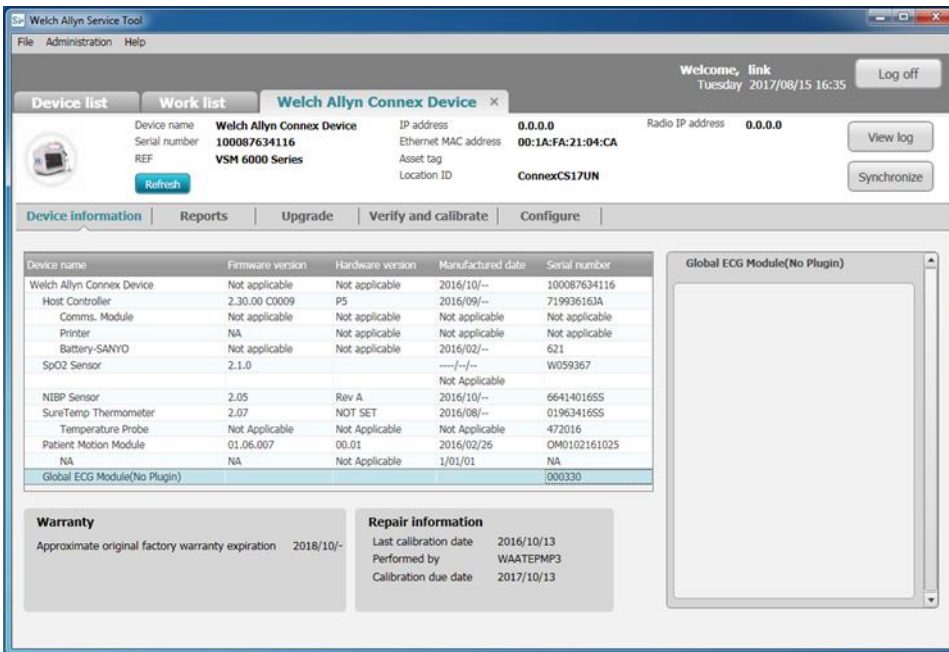 Welch Allyn Service Tool
File Administration Help
Welcome, link
Tuesday 2017/08/15 16:35
Log off
Device list Work list Welch Allyn Connex Device ×
Device name Welch Allyn Connex Device IP address 0.0.0.0 Radio IP address 0.0.0.0
Serial number 100087634116 Ethernet MAC address 00:1A:FA:21:04:CA View log
REF VSM 6000 Series Asset tag
Refresh Location ID ConnexCS17UN Synchronize
Device information Reports Upgrade Verify and calibrate Configure
Device name Firmware version Hardware version Manufactured date Serial number
Welch Allyn Connex Device Not applicable Not applicable 2016/10/-- 100087634116
Host Controller 2.30.00 C0009 P5 2016/09/-- 71993616JA
Comms. Module Not applicable Not applicable Not applicable Not applicable
Printer NA Not applicable Not applicable Not applicable
Battery-SANYO Not applicable Not applicable 2016/02/-- 621
SpO2 Sensor 2.1.0 ----/--/-- W059367
Not Applicable
NIBP Sensor 2.05 Rev A 2016/10/-- 66414016SS
SureTemp Thermometer 2.07 NOT SET 2016/08/-- 01963416SS
Temperature Probe Not Applicable Not Applicable Not Applicable 472016
Patient Motion Module 01.06.007 00.01 2016/02/26 OM0102161025
NA NA Not Applicable 1/01/01 NA
Global ECG Module(No Plugin) 000330
Global ECG Module(No Plugin)
Warranty
Approximate original factory warranty expiration 2018/10/-
Repair information
Last calibration date 2016/10/13
Performed by WAATEPMP3
Calibration due date 2017/10/13